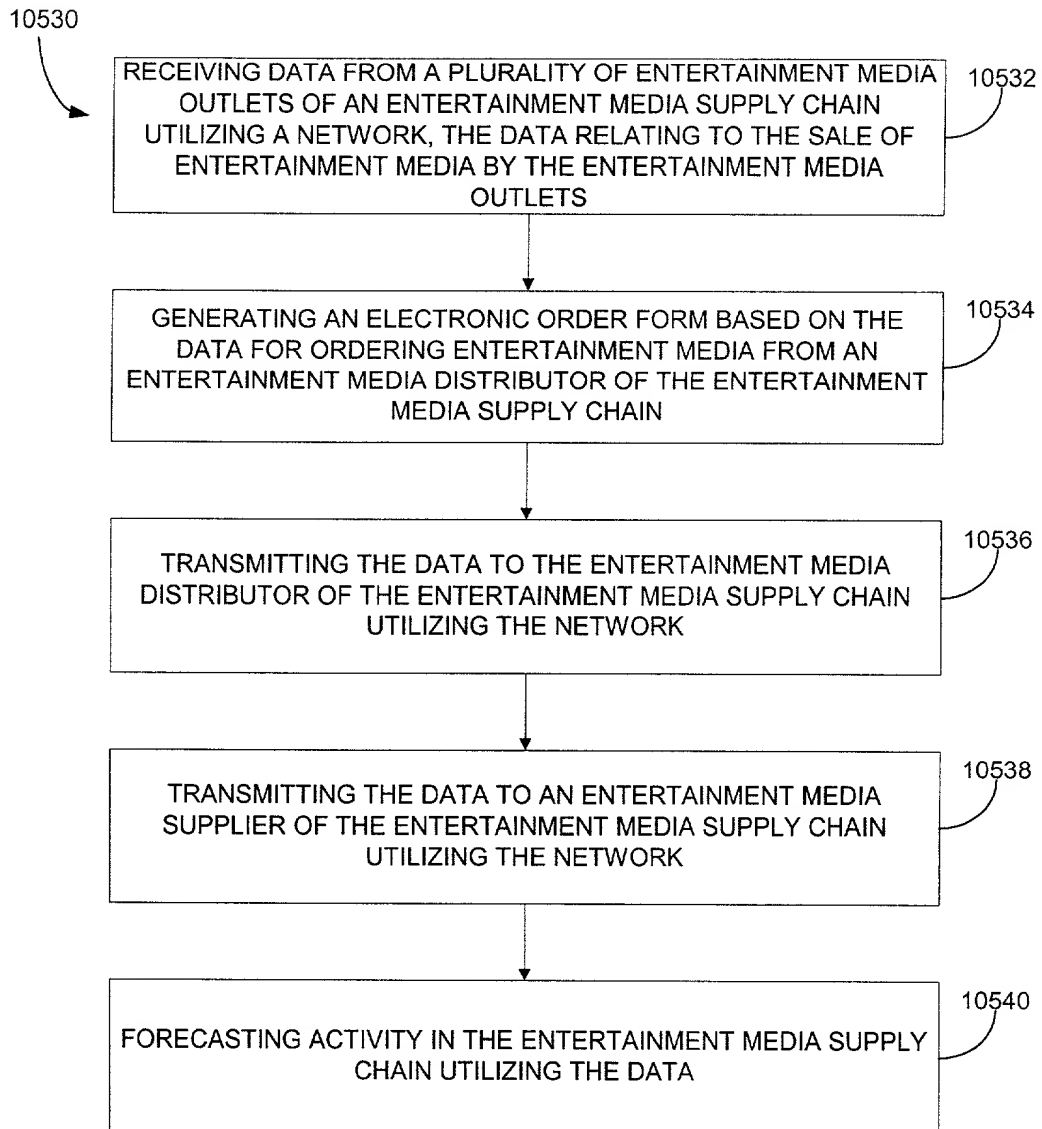 10530
RECEIVING DATA FROM A PLURALITY OF ENTERTAINMENT MEDIA
OUTLETS OF AN ENTERTAINMENT MEDIA SUPPLY CHAIN
UTILIZING A NETWORK, THE DATA RELATING TO THE SALE OF
ENTERTAINMENT MEDIA BY THE ENTERTAINMENT MEDIA
OUTLETS
10532
GENERATING AN ELECTRONIC ORDER FORM BASED ON THE
DATA FOR ORDERING ENTERTAINMENT MEDIA FROM AN
ENTERTAINMENT MEDIA DISTRIBUTOR OF THE ENTERTAINMENT
MEDIA SUPPLY CHAIN
10534
TRANSMITTING THE DATA TO THE ENTERTAINMENT MEDIA
DISTRIBUTOR OF THE ENTERTAINMENT MEDIA SUPPLY CHAIN
UTILIZING THE NETWORK
10536
TRANSMITTING THE DATA TO AN ENTERTAINMENT MEDIA
SUPPLIER OF THE ENTERTAINMENT MEDIA SUPPLY CHAIN
UTILIZING THE NETWORK
10538
FORECASTING ACTIVITY IN THE ENTERTAINMENT MEDIA SUPPLY
CHAIN UTILIZING THE DATA
10540